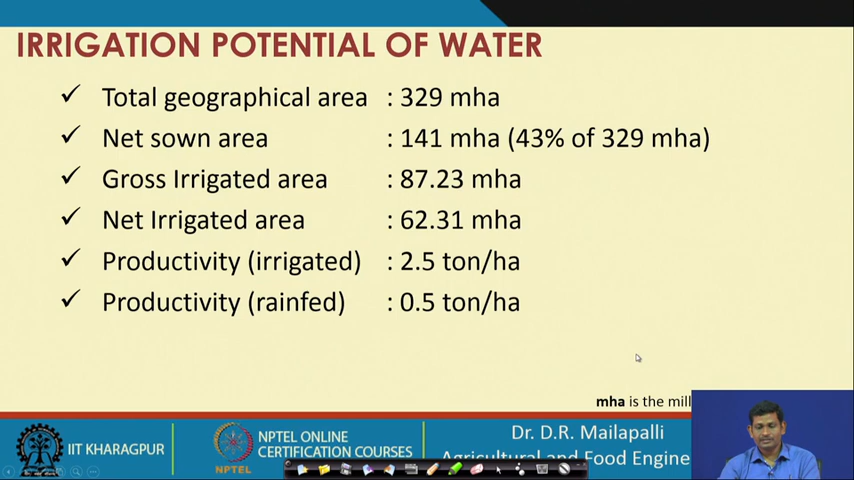 IRRIGATION POTENTIAL OF WATER
✓ Total geographical area : 329 mha
✓ Net sown area : 141 mha (43% of 329 mha)
✓ Gross Irrigated area : 87.23 mha
✓ Net Irrigated area : 62.31 mha
✓ Productivity (irrigated) : 2.5 ton/ha
✓ Productivity (rainfed) : 0.5 ton/ha
mha is the mill
IIT KHARAGPUR
NPTEL
NPTEL ONLINE
CERTIFICATION COURSES
Dr. D.R. Mailapalli
Agricultural and Food Engine